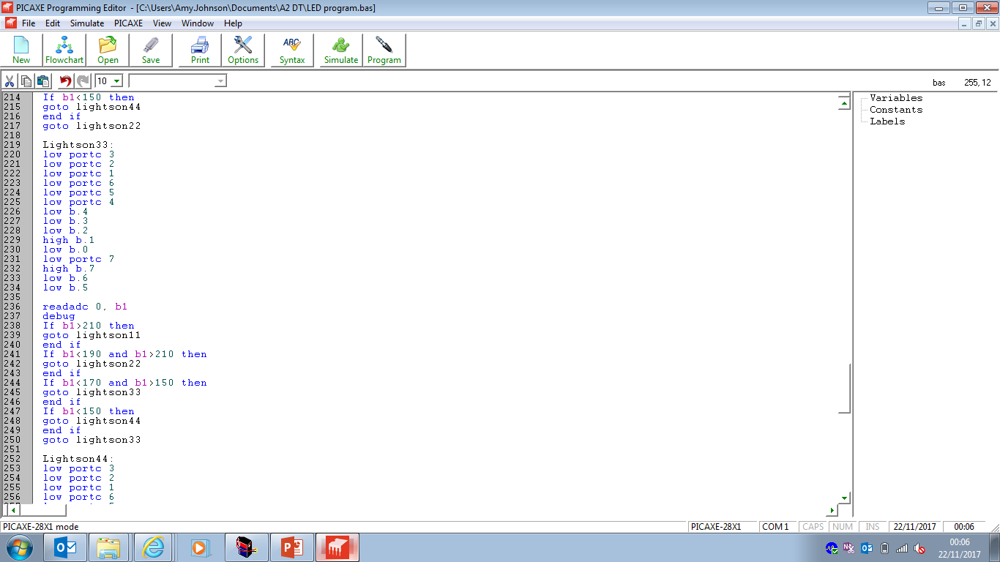 PICAXE Programming Editor - [C:\Users\AmyJohnson\Documents\A2 DT\LED program.bas]
File Edit Simulate PICAXE View Window Help
New Flowchart Open Save Print Options Syntax Simulate Program
10 bas 255, 12
214 If b1<150 then
215 goto lightson44
216 end if
217 goto lightson22
218
219 Lightson33:
220 low portc 3
221 low portc 2
222 low portc 1
223 low portc 6
224 low portc 5
225 low portc 4
226 low b.4
227 low b.3
228 low b.2
229 high b.1
230 low b.0
231 low portc 7
232 high b.7
233 low b.6
234 low b.5
235
236 readadc 0, b1
237 debug
238 If b1>210 then
239 goto lightson11
240 end if
241 If b1<190 and b1>210 then
242 goto lightson22
243 end if
244 If b1<170 and b1>150 then
245 goto lightson33
246 end if
247 If b1<150 then
248 goto lightson44
249 end if
250 goto lightson33
251
252 Lightson44:
253 low portc 3
254 low portc 2
255 low portc 1
256 low portc 6
Variables
Constants
Labels
PICAXE-28X1 mode PICAXE-28X1 COM 1 CAPS NUM INS 22/11/2017 00:06
00:06
22/11/2017